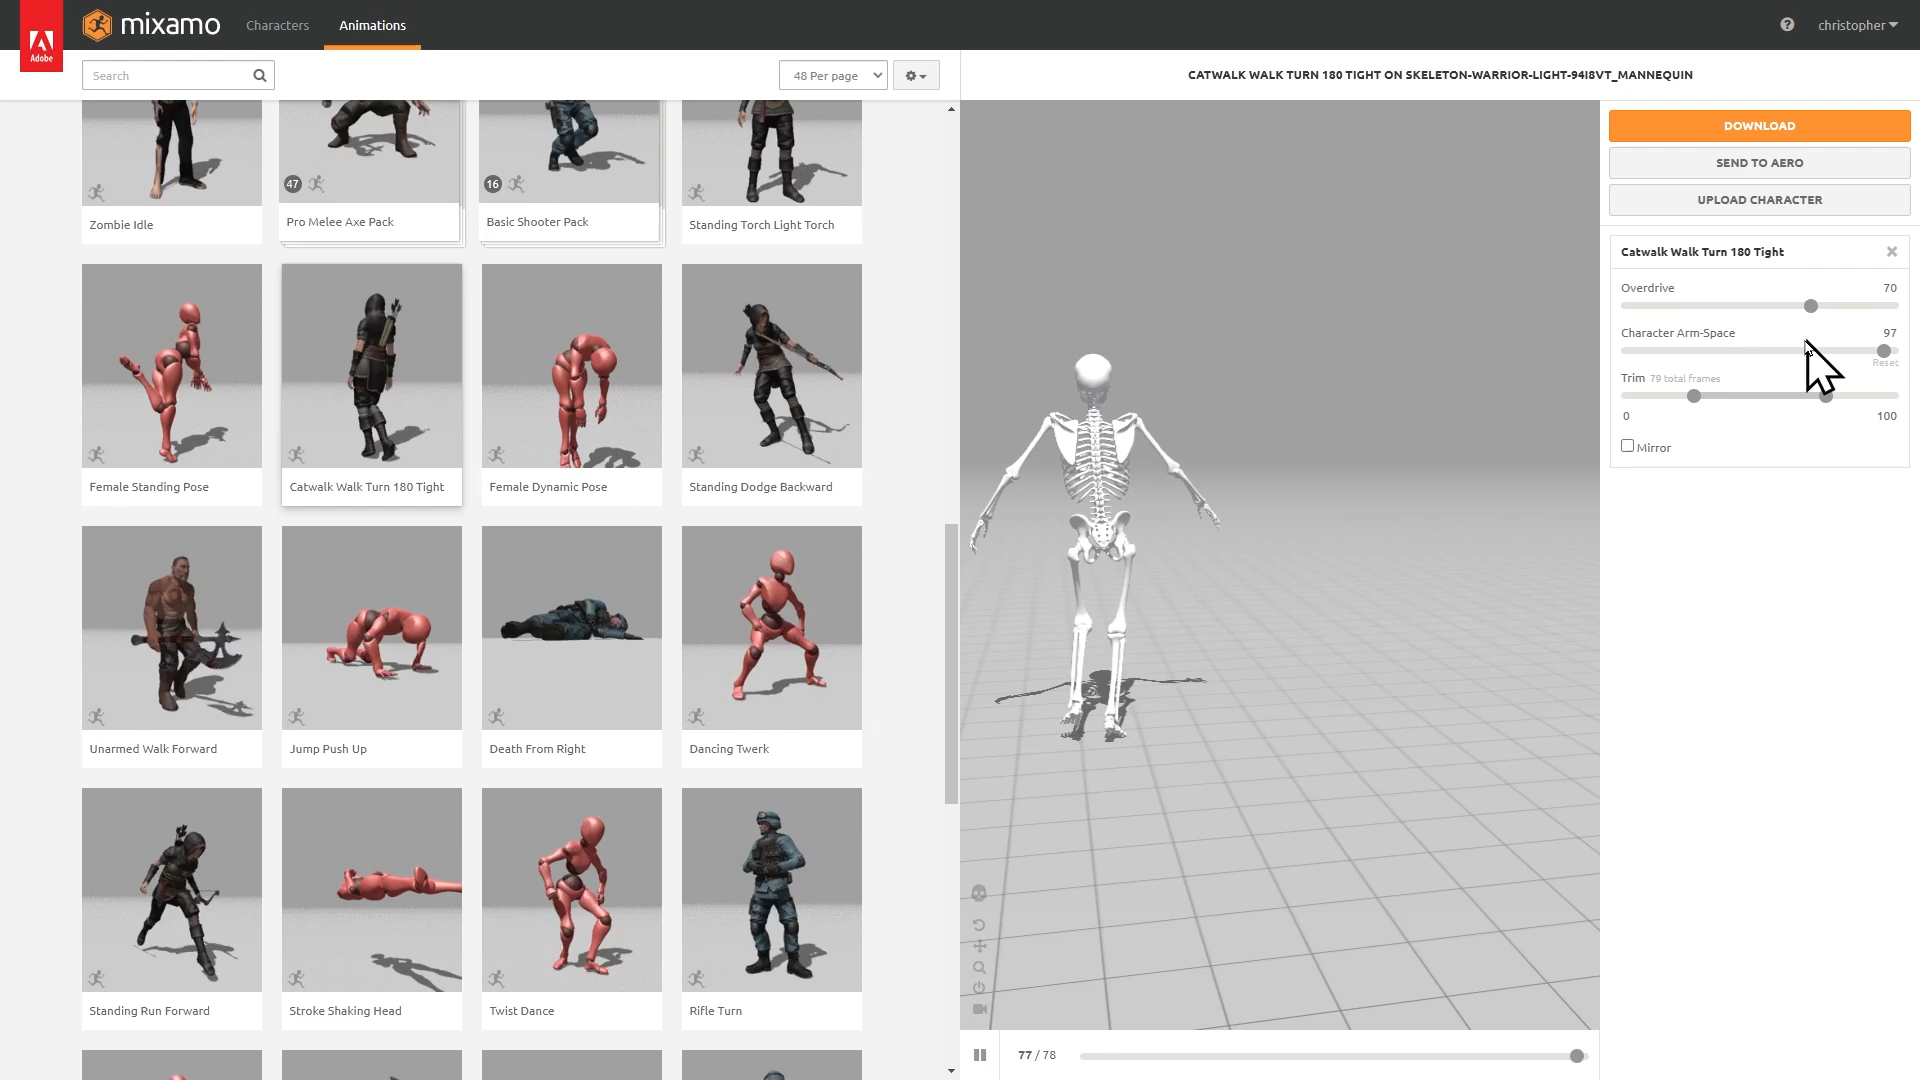 Adobe
mixamo
Characters
Animations
christopher
Search
48 Per page
CATWALK WALK TURN 180 TIGHT ON SKELETON-WARRIOR-LIGHT-94I8VT_MANNEQUIN
Zombie Idle
47
Pro Melee Axe Pack
16
Basic Shooter Pack
Standing Torch Light Torch
Female Standing Pose
Catwalk Walk Turn 180 Tight
Female Dynamic Pose
Standing Dodge Backward
Unarmed Walk Forward
Jump Push Up
Death From Right
Dancing Twerk
Standing Run Forward
Stroke Shaking Head
Twist Dance
Rifle Turn
77 / 78
DOWNLOAD
SEND TO AERO
UPLOAD CHARACTER
Catwalk Walk Turn 180 Tight
Overdrive 70
Character Arm-Space 97
Reset
Trim 79 total frames
0 100
Mirror